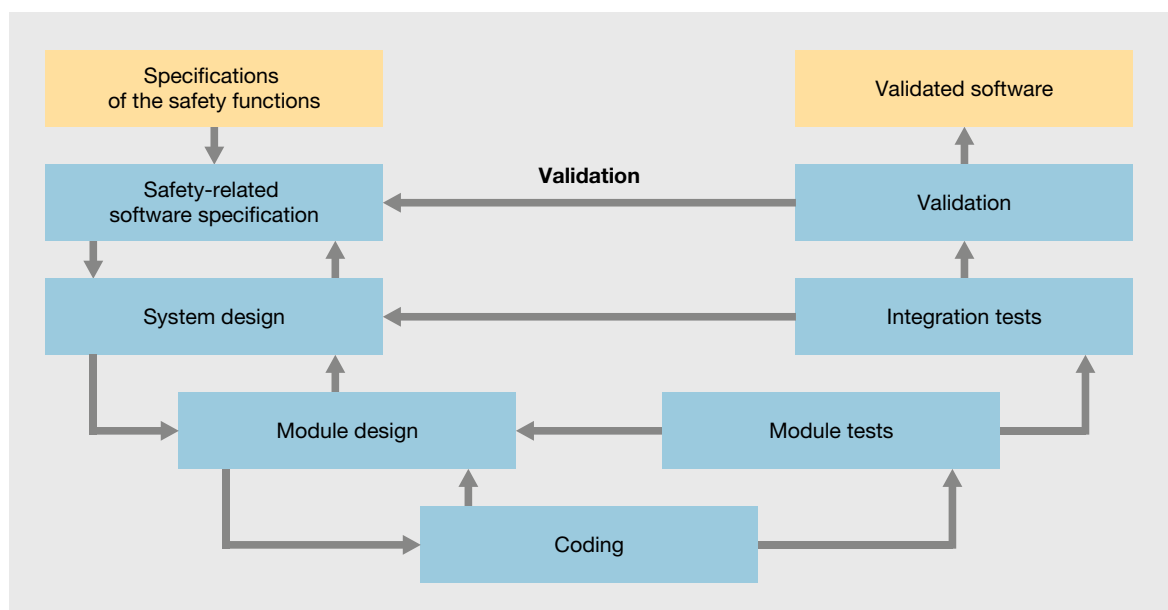 Specifications
of the safety functions
Validated software
Safety-related
software specification
Validation
Validation
System design
Integration tests
Module design
Module tests
Coding